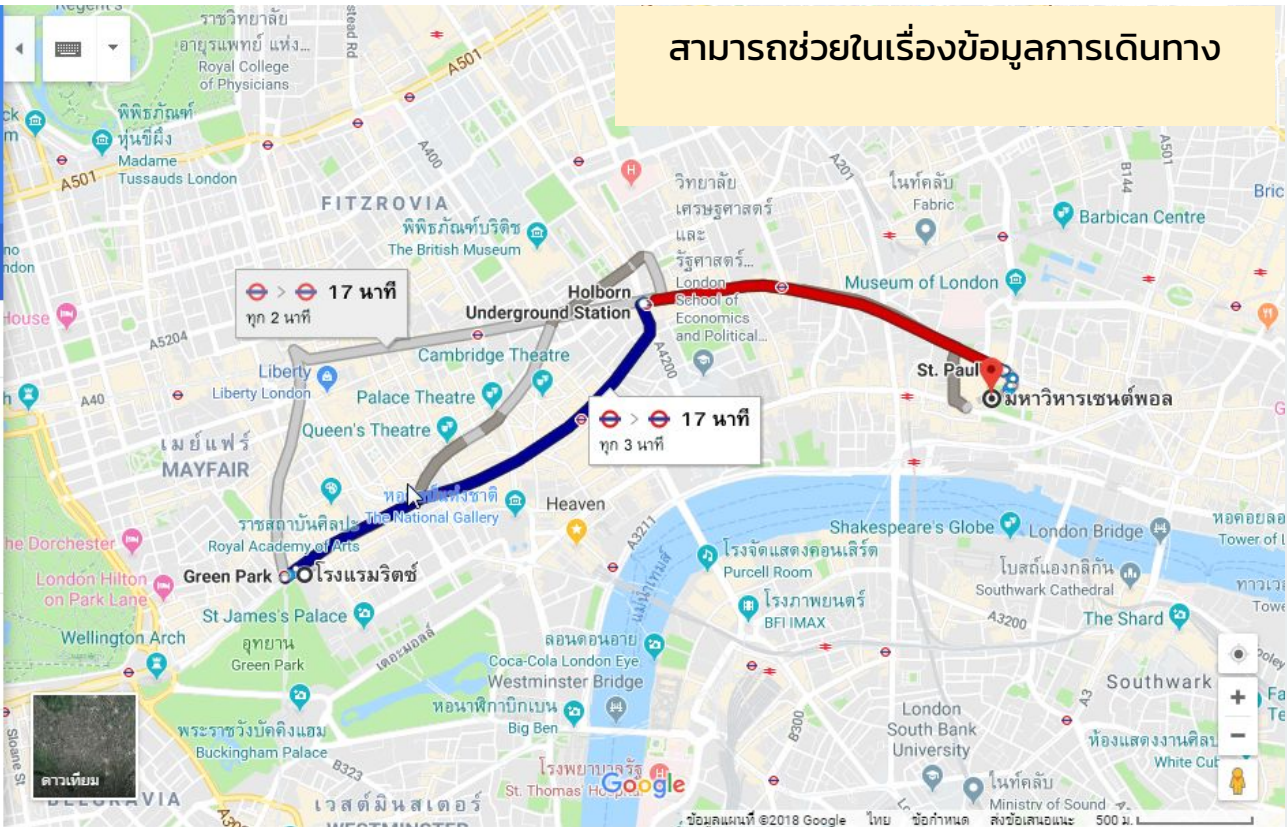 สามารถช่วยในเรื่องข้อมูลการเดินทาง
ราชวิทยาลัย
อายุรแพทย์ แห่ง...
Royal College
of Physicians
A501
พิพิธภัณฑ์
หุ่นขี้ผึ้ง
Madame
Tussauds London
A501
A400
FITZROVIA
พิพิธภัณฑ์บริติช
The British Museum
วิทยาลัย
เศรษฐศาสตร์
และ
รัฐศาสตร์...
London
School of
Economics
and Political...
A201
ไนท์คลับ
Fabric
B144
A501
Barbican Centre
Museum of London
17 นาที
ทุก 2 นาที
Holborn
Underground Station
A5204
Cambridge Theatre
A4200
Liberty
Liberty London
Palace Theatre
St. Paul
มหาวิหารเซนต์พอล
A40
Queen's Theatre
17 นาที
ทุก 3 นาที
เมย์แฟร์
MAYFAIR
The National Gallery
Heaven
A3211
ราชสถาบันศิลปะ
Royal Academy of Arts
Shakespeare's Globe
London Bridge
แม่น้ำเทมส์
โรงจัดแสดงคอนเสิร์ต
Purcell Room
Green Park
โรงแรมริตซ์
London Hilton
on Park Lane
โบสถ์แองกลิกัน
Southwark Cathedral
โรงภาพยนตร์
BFI IMAX
St James's Palace
A3200
The Shard
Wellington Arch
อุทยาน
Green Park
เดอะมอลล์
ลอนดอนอาย
Coca-Cola London Eye
Westminster Bridge
หอนาฬิกาบิกเบน
Big Ben
Southwark
A3
พระราชวังบัคกิงแฮม
Buckingham Palace
B323
B300
London
South Bank
University
Sloane St
ดาวเทียม
โรงพยาบาลรัฐ
Google
ไนท์คลับ
Ministry of Sound
เวสต์มินสเตอร์
WESTMINSTER
ข้อมูลแผนที่ ©2018 Google ไทย ข้อกำหนด ส่งข้อเสนอแนะ 500 ม.